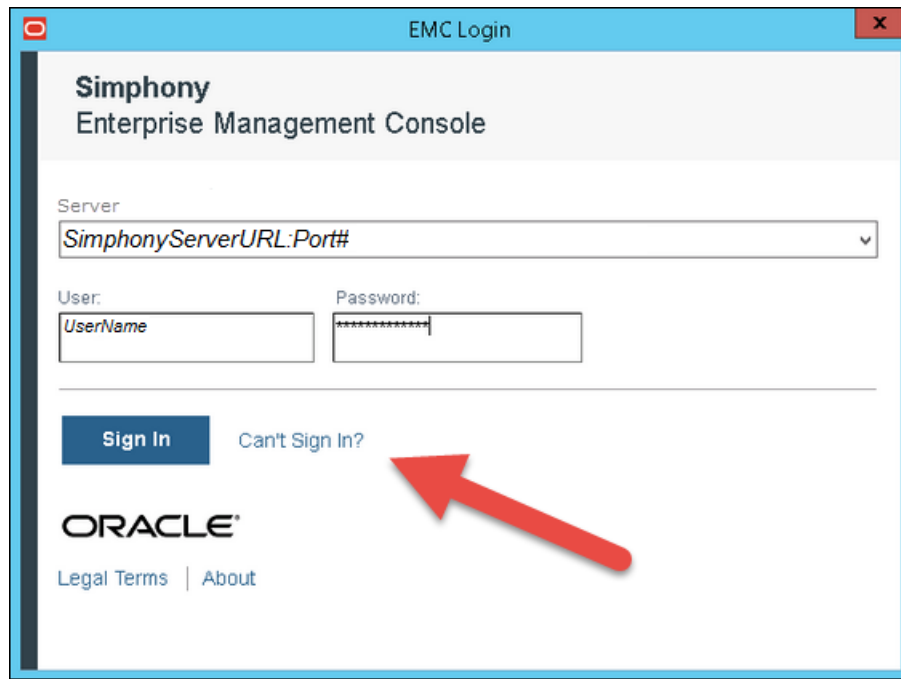 EMC Login
x
Simphony
Enterprise Management Console
Server
SimphonyServerURL:Port#
User: Password:
UserName *************
Sign In Can't Sign In?
ORACLE
Legal Terms | About